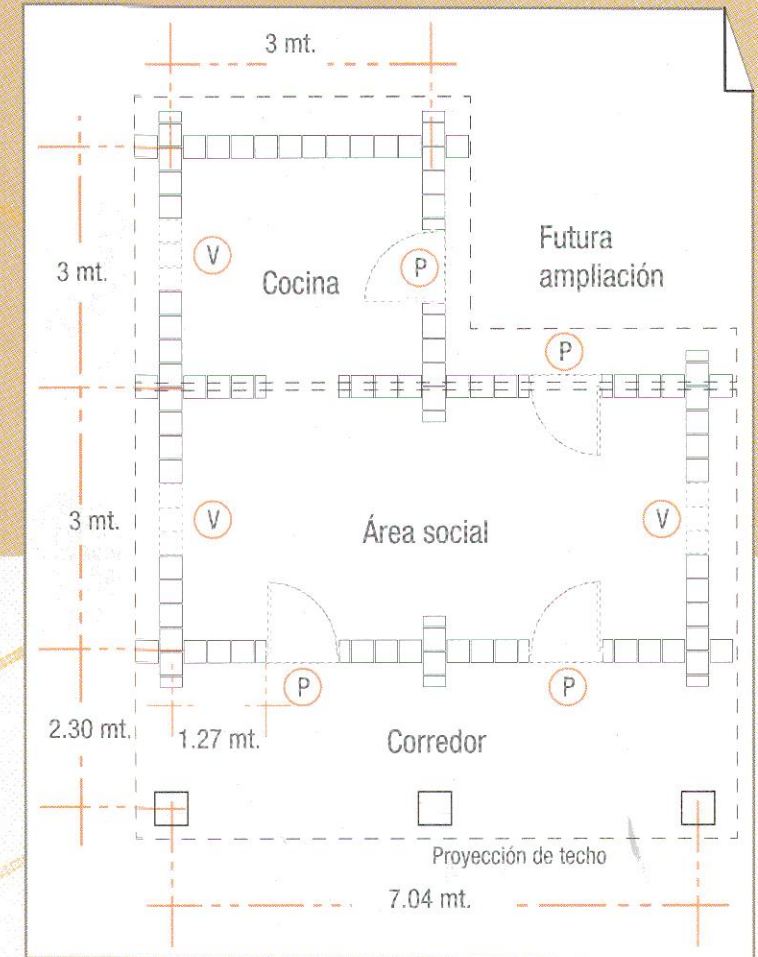 3 mt.
V
Cocina
P
Futura
ampliación
3 mt.
P
3 mt.
V
Área social
V
P
P
2.30 mt.
1.27 mt.
Corredor
Proyección de techo
7.04 mt.